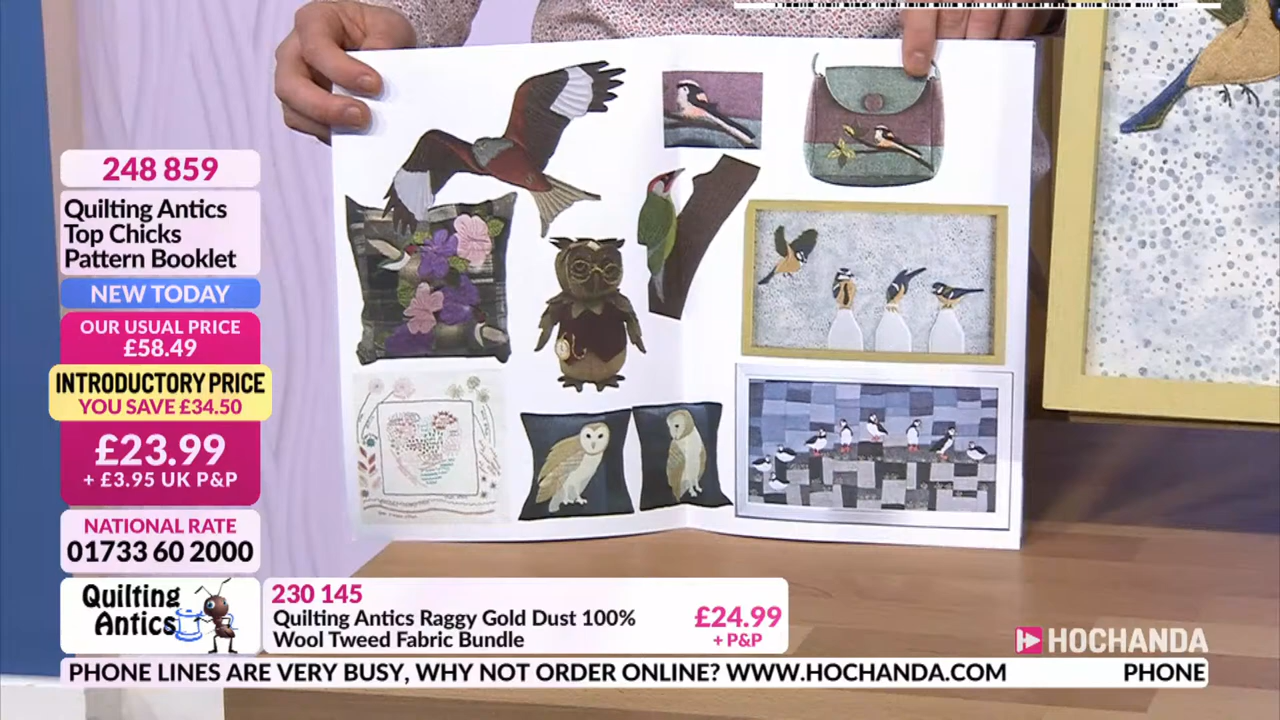 248 859
Quilting Antics
Top Chicks
Pattern Booklet
NEW TODAY
OUR USUAL PRICE
£58.49
INTRODUCTORY PRICE
YOU SAVE £34.50
£23.99
+ £3.95 UK P&P
NATIONAL RATE
01733 60 2000
Quilting
Antics
230 145
Quilting Antics Raggy Gold Dust 100%
Wool Tweed Fabric Bundle
£24.99
+ P&P
HOCHANDA
PHONE LINES ARE VERY BUSY, WHY NOT ORDER ONLINE? WWW.HOCHANDA.COM
PHONE